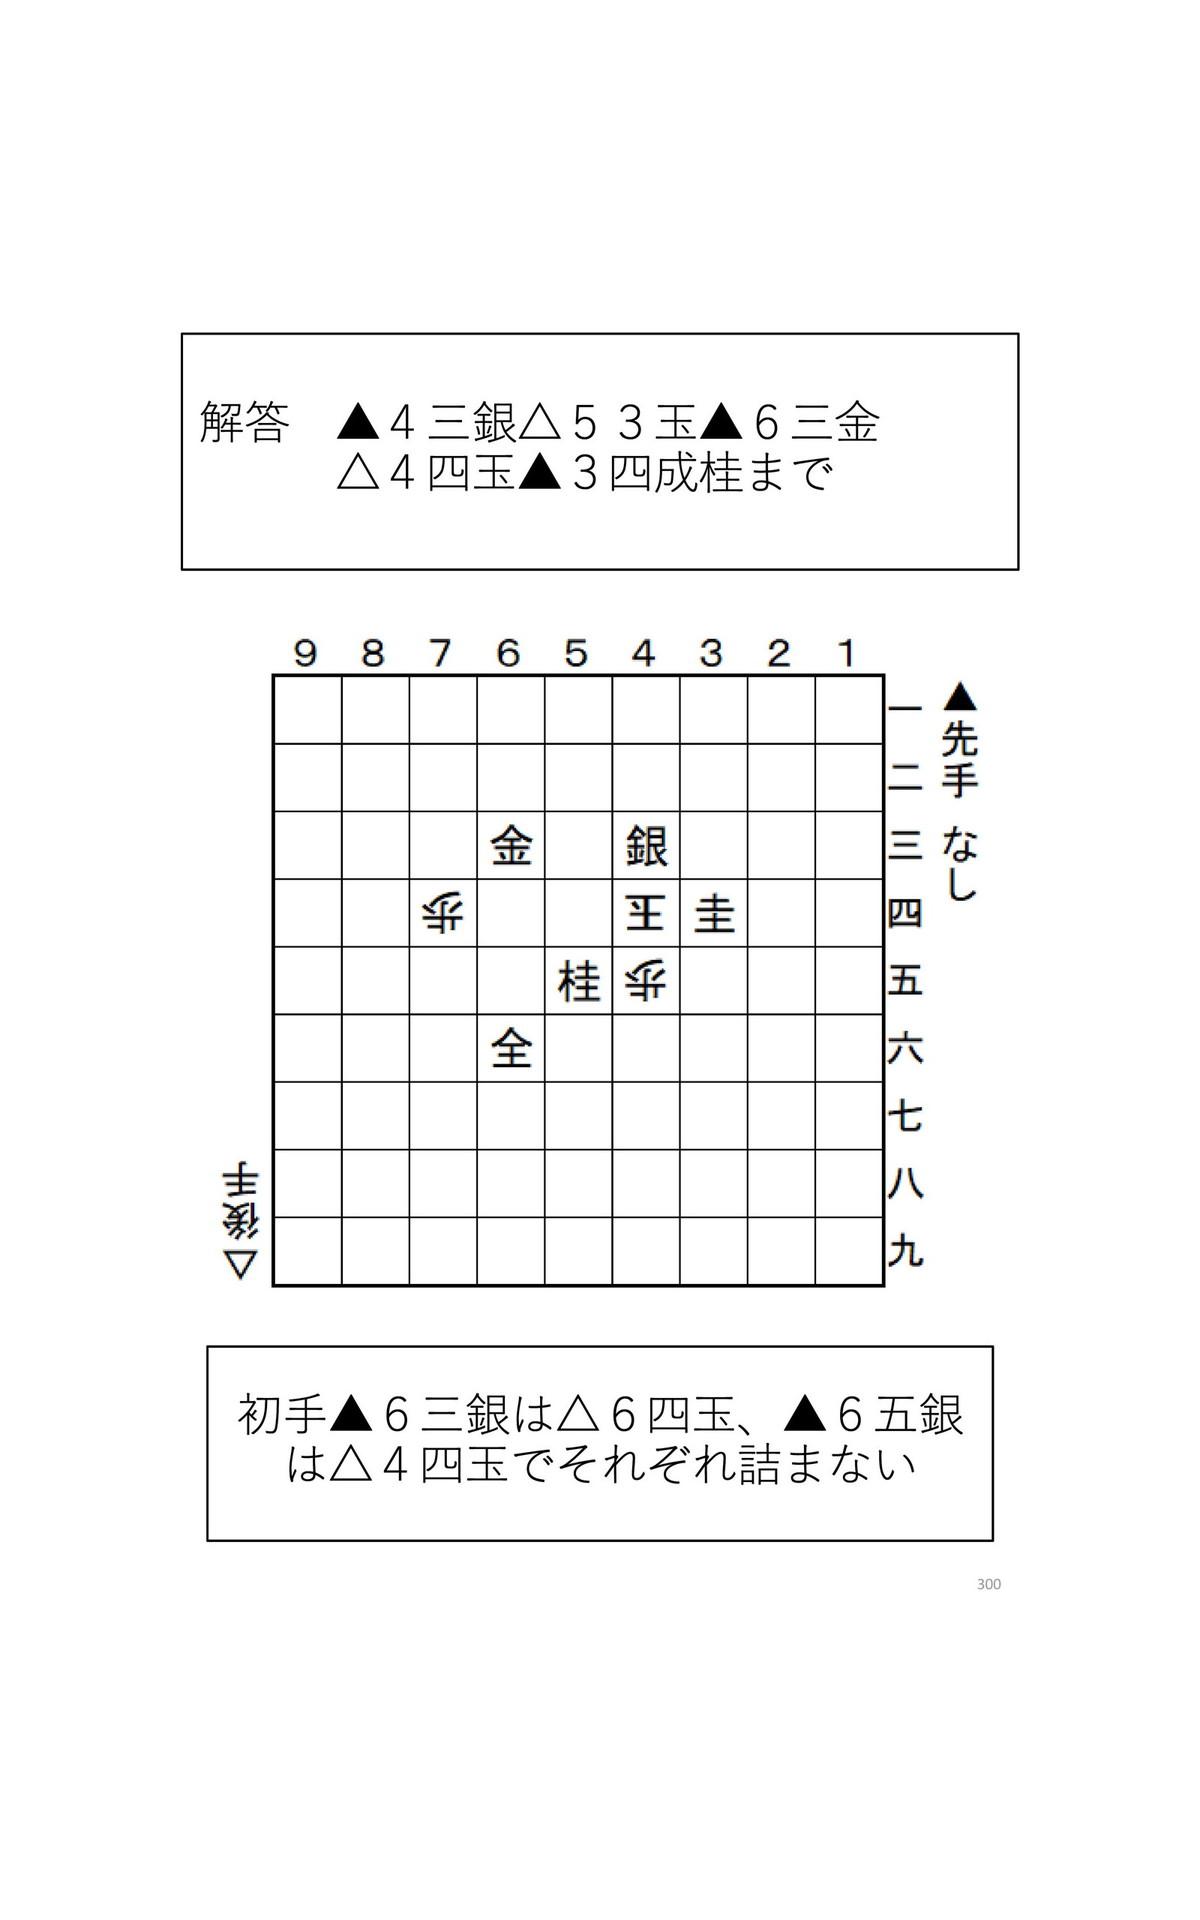 解答　▲４三銀△５３玉▲６三金
△４四玉▲３四成桂まで
9 8 7 6 5 4 3 2 1
一
二
金 銀 三
歩 王 圭 四
桂 歩 五
全 六
七
八
九
▲先手 なし
△後手
初手▲６三銀は△６四玉、▲６五銀
は△４四玉でそれぞれ詰まない
300